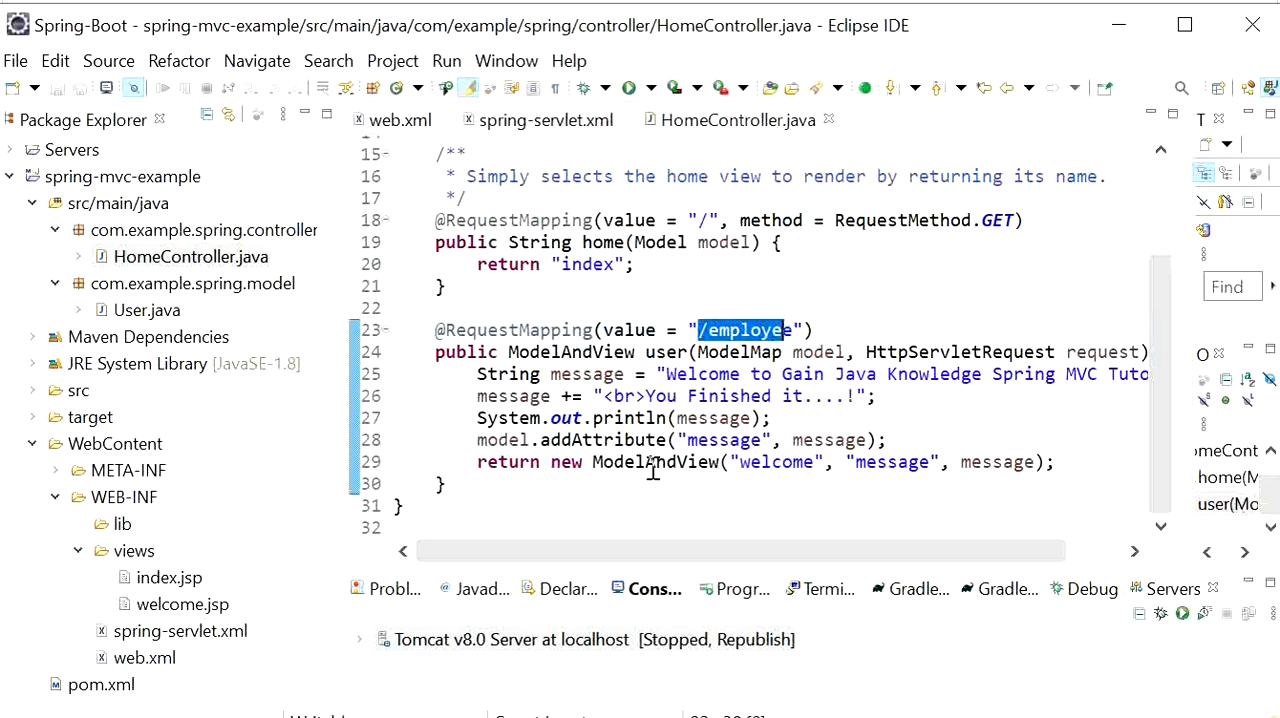 Spring-Boot - spring-mvc-example/src/main/java/com/example/spring/controller/HomeController.java - Eclipse IDE
File Edit Source Refactor Navigate Search Project Run Window Help
Package Explorer
Servers
spring-mvc-example
src/main/java
com.example.spring.controller
HomeController.java
com.example.spring.model
User.java
Maven Dependencies
JRE System Library [JavaSE-1.8]
src
target
WebContent
META-INF
WEB-INF
lib
views
index.jsp
welcome.jsp
spring-servlet.xml
web.xml
pom.xml
web.xml spring-servlet.xml HomeController.java
15 /**
16 * Simply selects the home view to render by returning its name.
17 */
18 @RequestMapping(value = "/", method = RequestMethod.GET)
19 public String home(Model model) {
20 return "index";
21 }
22
23 @RequestMapping(value = "/employee")
24 public ModelAndView user(ModelMap model, HttpServletRequest request)
25 String message = "Welcome to Gain Java Knowledge Spring MVC Tuto
26 message += "<br>You Finished it....!";
27 System.out.println(message);
28 model.addAttribute("message", message);
29 return new ModelAndView("welcome", "message", message);
30 }
31 }
32
T
Find
O
omeCont
home(M
user(Mo
Probl... Javad... Declar... Cons... Progr... Termi... Gradle... Gradle... Debug Servers
Tomcat v8.0 Server at localhost [Stopped, Republish]